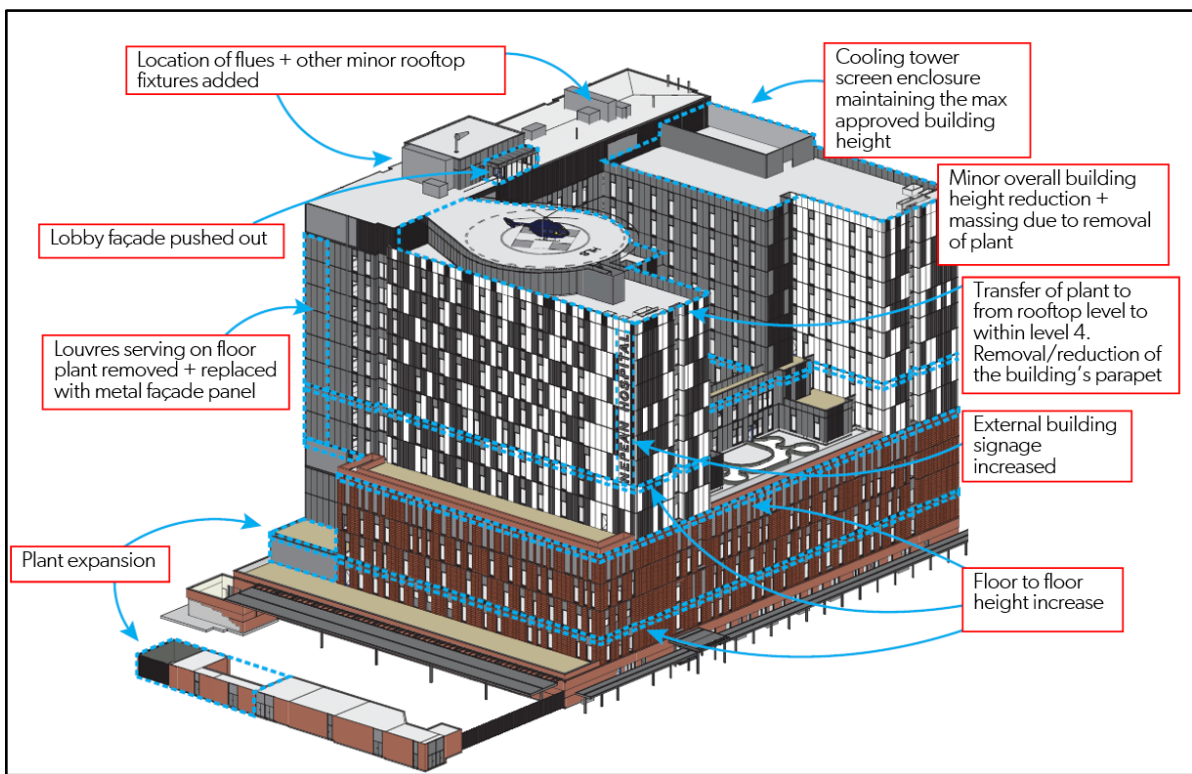 Location of flues + other minor rooftop
fixtures added
Cooling tower
screen enclosure
maintaining the max
approved building
height
Minor overall building
height reduction +
massing due to removal
of plant
Lobby façade pushed out
Transfer of plant to
from rooftop level to
within level 4.
Removal/reduction of
the building's parapet
Louvres serving on floor
plant removed + replaced
with metal façade panel
NEPEAN HOSPITAL
External building
signage
increased
Plant expansion
Floor to floor
height increase